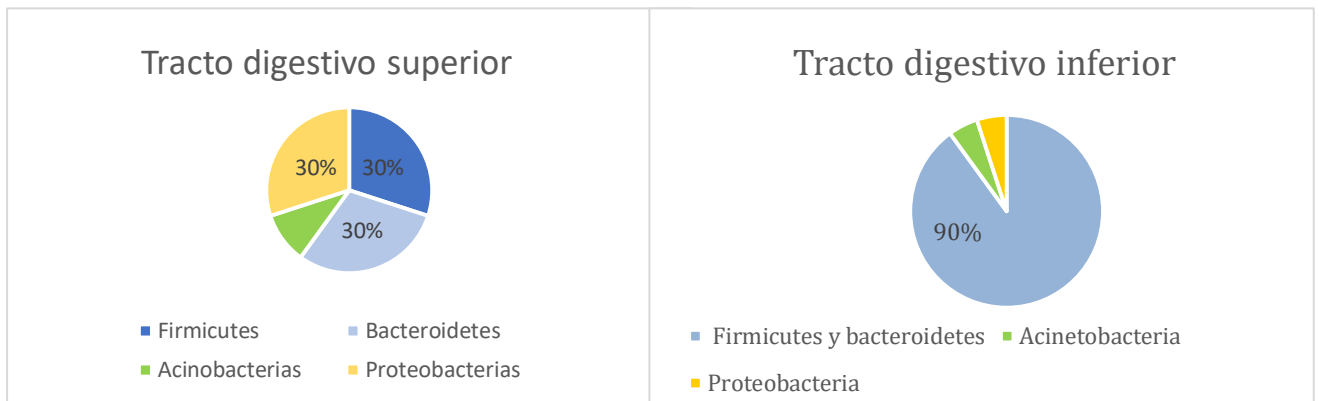 Tracto digestivo superior
30%
30%
30%
Firmicutes
Bacteroidetes
Acinobacterias
Proteobacterias
Tracto digestivo inferior
90%
Firmicutes y bacteroidetes
Acinetobacteria
Proteobacteria